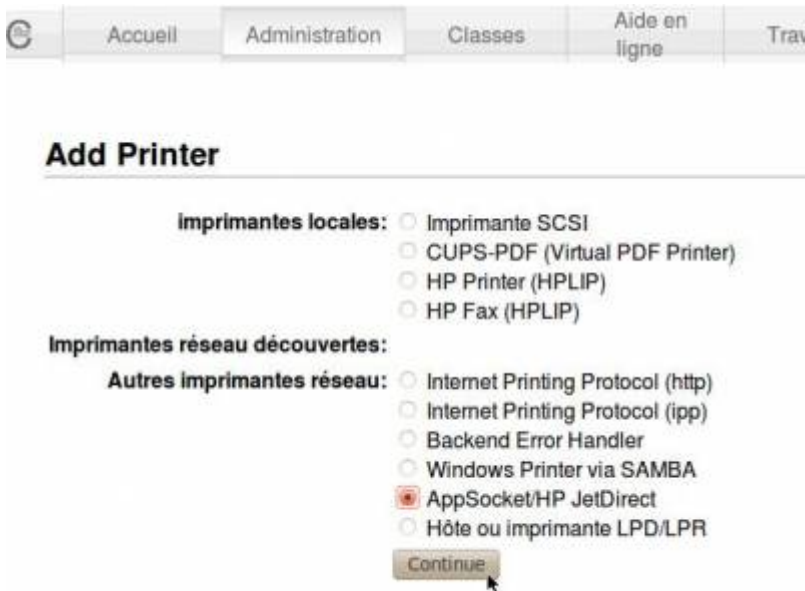 Accueil Administration Classes Aide en ligne Trav
Add Printer
imprimantes locales: Imprimante SCSI
CUPS-PDF (Virtual PDF Printer)
HP Printer (HPLIP)
HP Fax (HPLIP)
Imprimantes réseau découvertes:
Autres imprimantes réseau: Internet Printing Protocol (http)
Internet Printing Protocol (ipp)
Backend Error Handler
Windows Printer via SAMBA
AppSocket/HP JetDirect
Hôte ou imprimante LPD/LPR
Continue